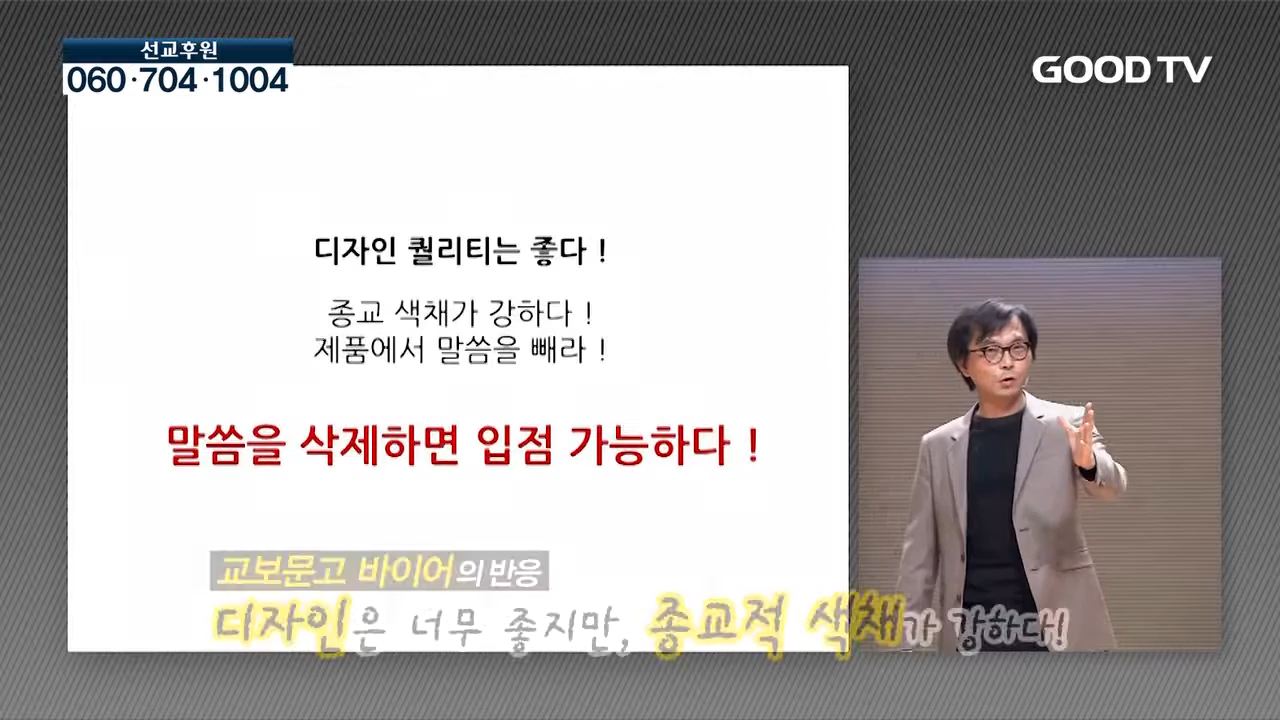 선교후원
060·704·1004
GOOD TV
디자인 퀄리티는 좋다 !
종교 색채가 강하다 !
제품에서 말씀을 빼라 !
말씀을 삭제하면 입점 가능하다 !
교보문고 바이어의 반응
디자인은 너무 좋지만, 종교적 색채가 강하다!